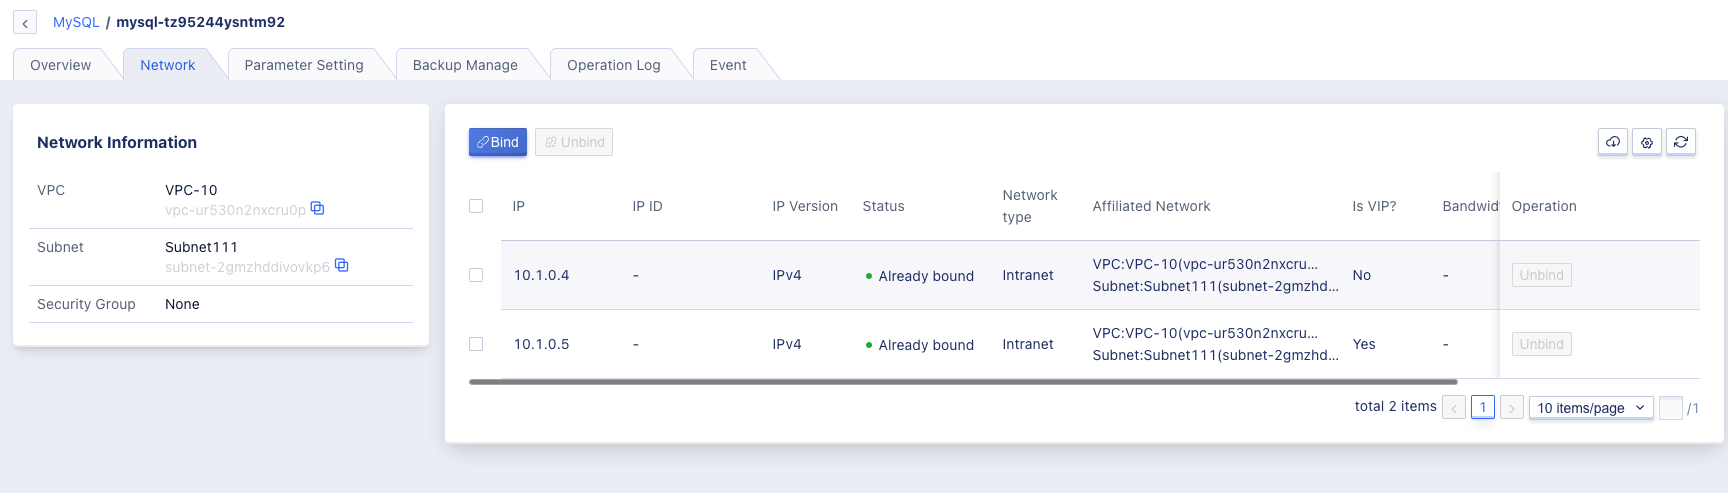 MySQL / mysql-tz95244ysntm92
Overview Network Parameter Setting Backup Manage Operation Log Event
Network Information
VPC VPC-10
vpc-ur530n2nxcru0p
Subnet Subnet111
subnet-2gmzhddivovkp6
Security Group None
Bind Unbind
IP IP ID IP Version Status Network type Affiliated Network Is VIP? Bandwid Operation
10.1.0.4 - IPv4 Already bound Intranet VPC:VPC-10(vpc-ur530n2nxcru... No - Unbind
Subnet:Subnet111(subnet-2gmzhd...
10.1.0.5 - IPv4 Already bound Intranet VPC:VPC-10(vpc-ur530n2nxcru... Yes - Unbind
Subnet:Subnet111(subnet-2gmzhd...
total 2 items < 1 > 10 items/page /1